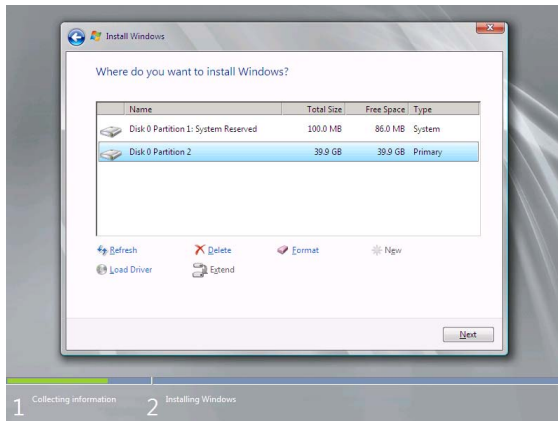 Install Windows
Where do you want to install Windows?
Name Total Size Free Space Type
Disk 0 Partition 1: System Reserved 100.0 MB 86.0 MB System
Disk 0 Partition 2 39.9 GB 39.9 GB Primary
Refresh Delete Format New
Load Driver Extend
Next
1 Collecting information 2 Installing Windows